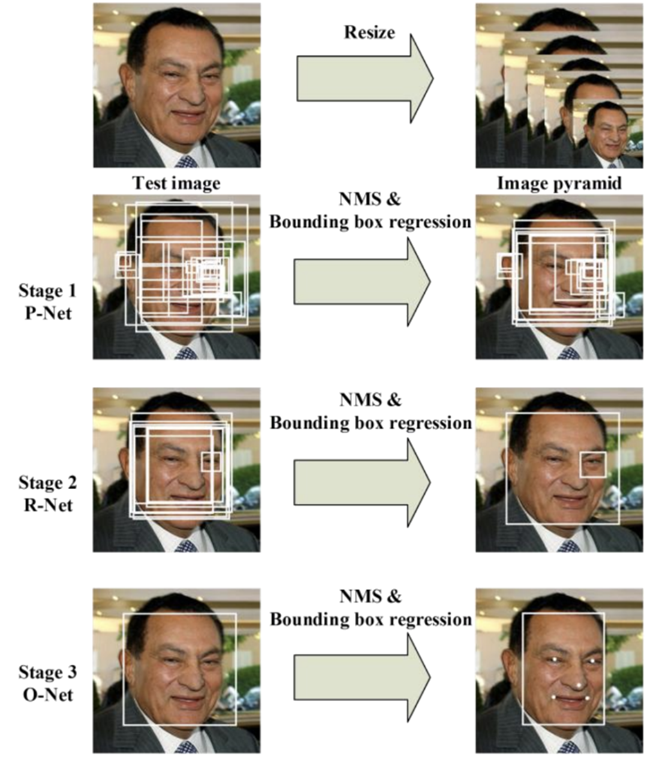 Resize
Test image
Image pyramid
NMS &
Bounding box regression
Stage 1
P-Net
NMS &
Bounding box regression
Stage 2
R-Net
NMS &
Bounding box regression
Stage 3
O-Net